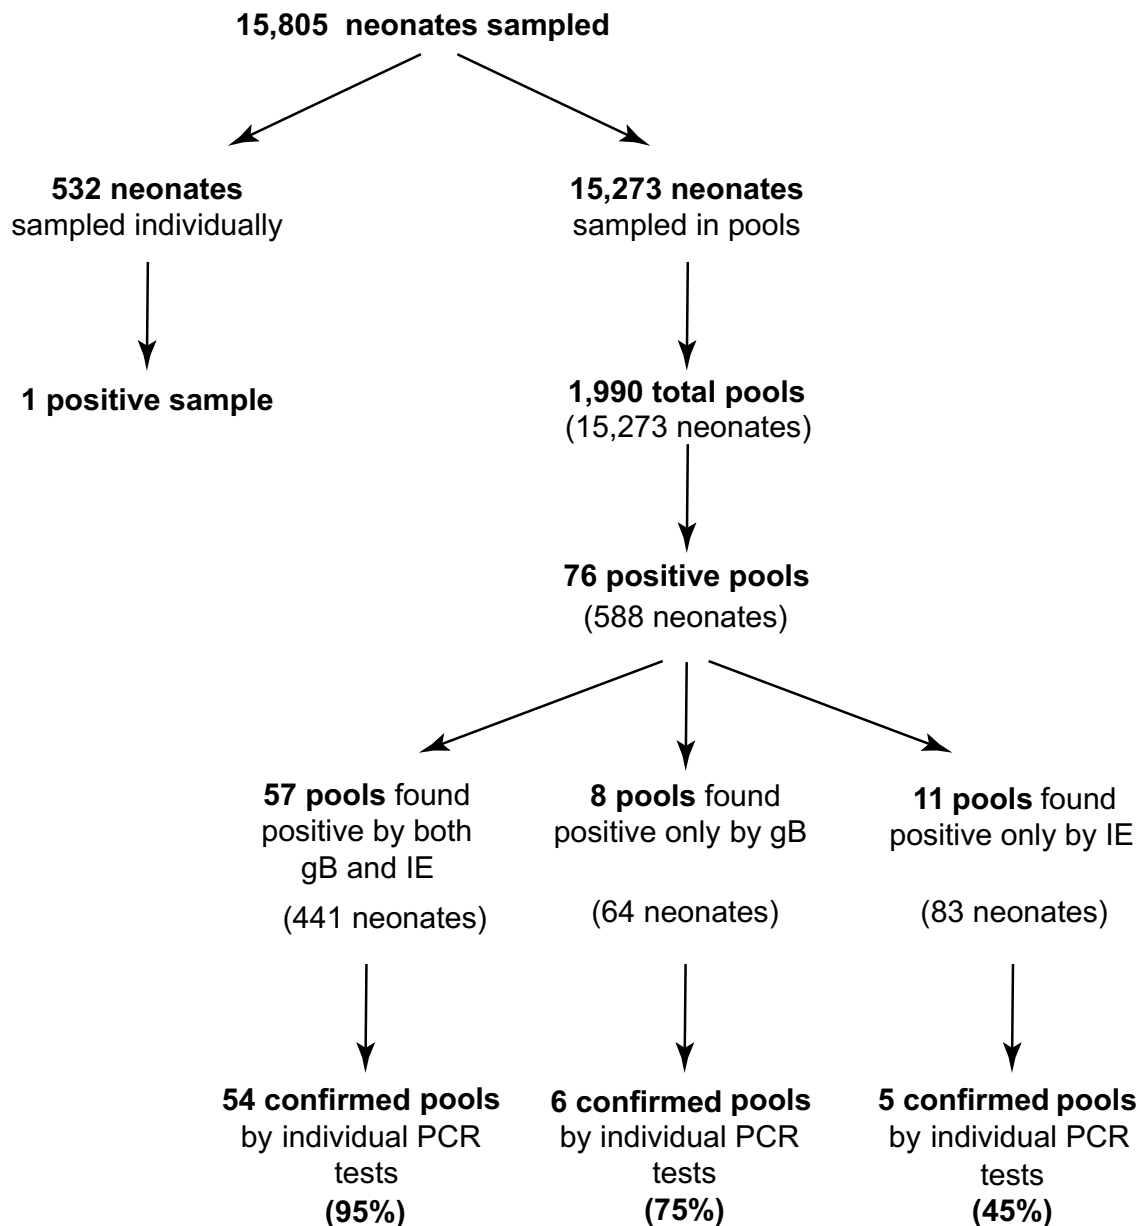 15,805 neonates sampled
532 neonates
sampled individually
15,273 neonates
sampled in pools
1 positive sample
1,990 total pools
(15,273 neonates)
76 positive pools
(588 neonates)
57 pools found
positive by both
gB and IE
(441 neonates)
8 pools found
positive only by gB
(64 neonates)
11 pools found
positive only by IE
(83 neonates)
54 confirmed pools
by individual PCR
tests
(95%)
6 confirmed pools
by individual PCR
tests
(75%)
5 confirmed pools
by individual PCR
tests
(45%)